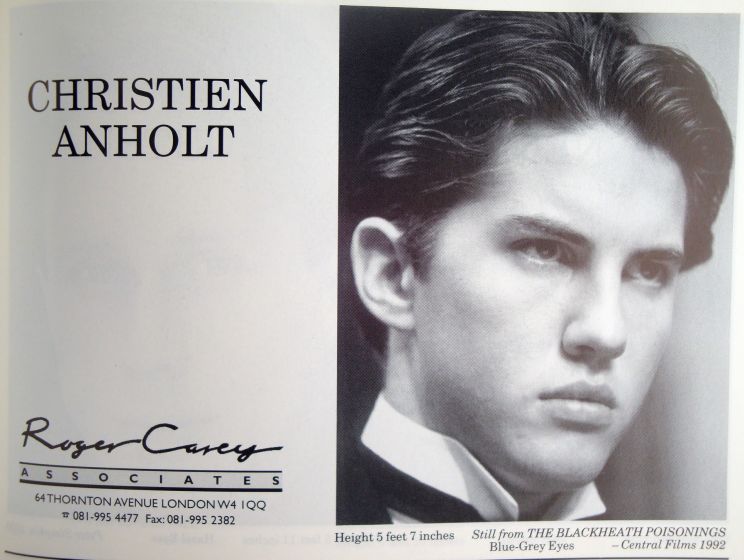 CHRISTIEN
ANHOLT
Roger Carey
ASSOCIATES
64 THORNTON AVENUE LONDON W4 1QQ
☎ 081-995 4477 Fax: 081-995 2382
Height 5 feet 7 inches
Blue-Grey Eyes
Still from THE BLACKHEATH POISONINGS
– Central Films 1992